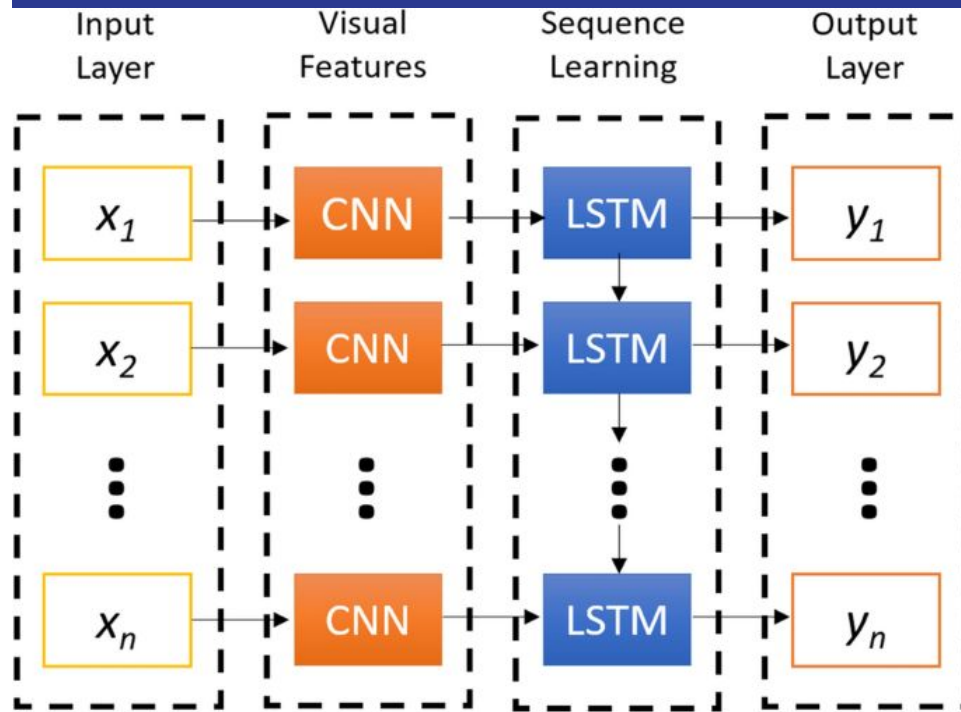 Input Layer
Visual Features
Sequence Learning
Output Layer
x₁ CNN LSTM y₁
x₂ CNN LSTM y₂
xₙ CNN LSTM yₙ